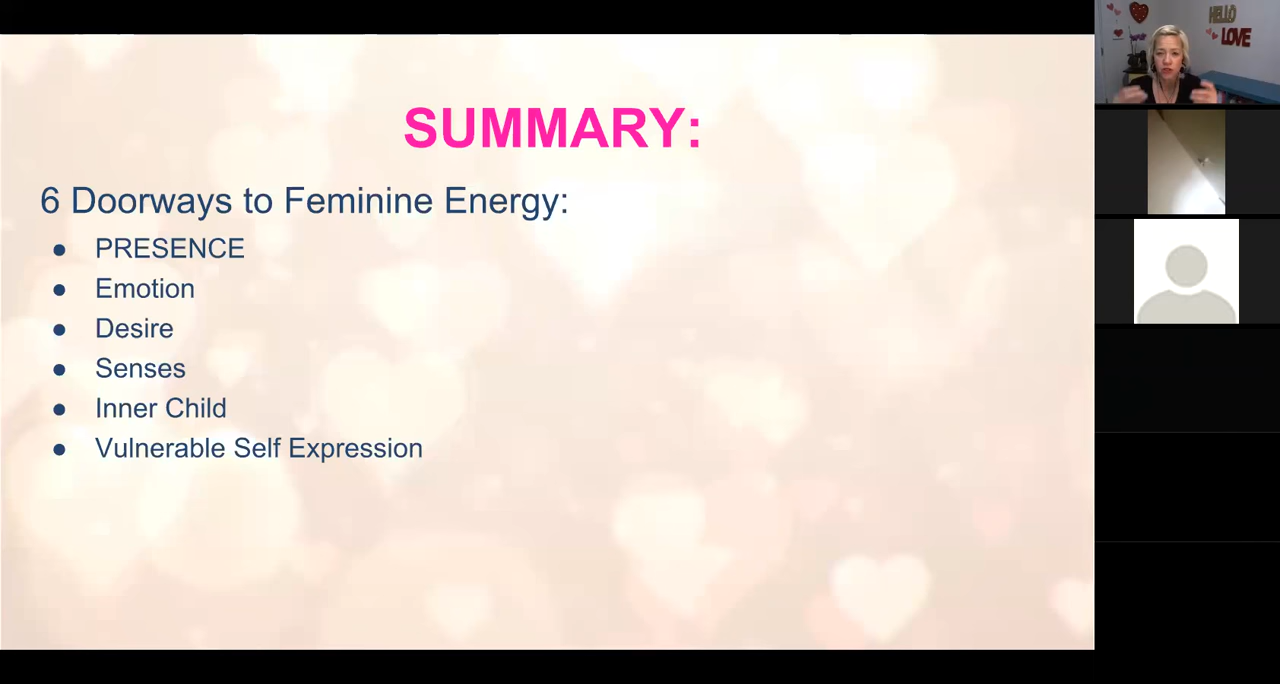 SUMMARY:
6 Doorways to Feminine Energy:
● PRESENCE
● Emotion
● Desire
● Senses
● Inner Child
● Vulnerable Self Expression
HELLO
LOVE